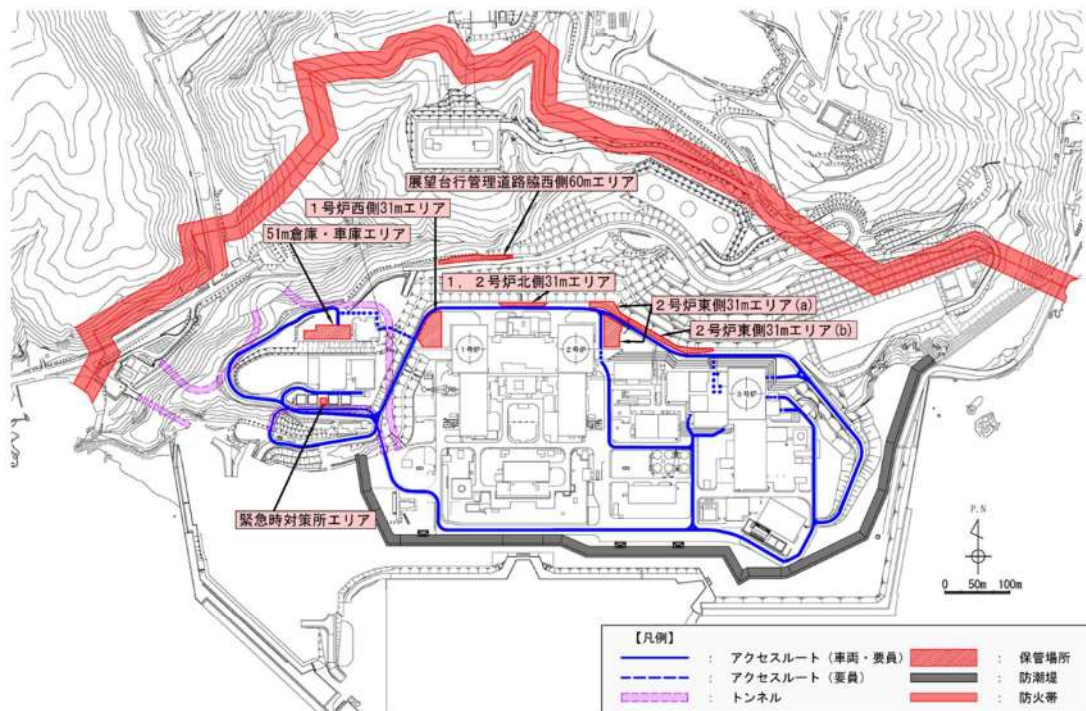 展望台行管理道路脇西側60mエリア
1号炉西側31mエリア
51m倉庫・車庫エリア
1，2号炉北側31mエリア
2号炉東側31mエリア(a)
2号炉東側31mエリア(b)
1号炉
2号炉
3号炉
緊急時対策所エリア
P.N
0 50m 100m
【凡例】
： アクセスルート（車両・要員）
： 保管場所
： アクセスルート（要員）
： 防潮堤
： トンネル
： 防火帯